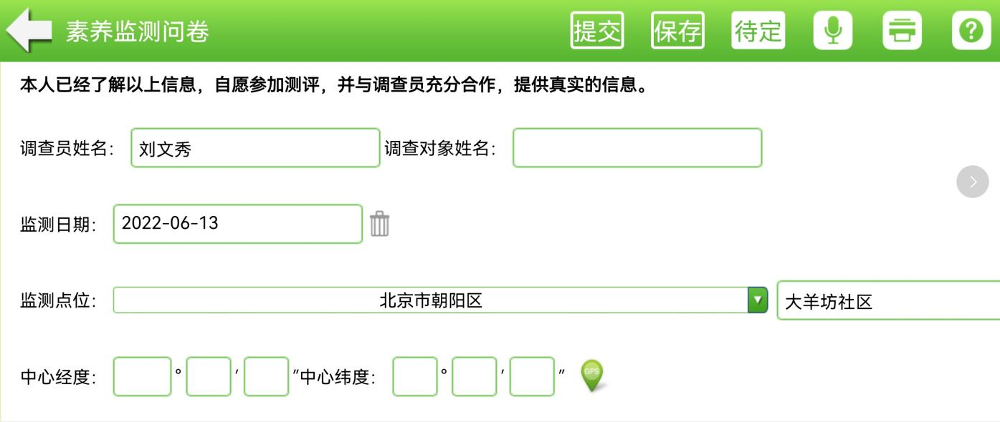 素养监测问卷 提交 保存 待定 ?
本人已经了解以上信息，自愿参加测评，并与调查员充分合作，提供真实的信息。
调查员姓名： 刘文秀 调查对象姓名：
监测日期： 2022-06-13
监测点位： 北京市朝阳区 大羊坊社区
中心经度： ° ′ ″中心纬度： ° ′ ″ GPS